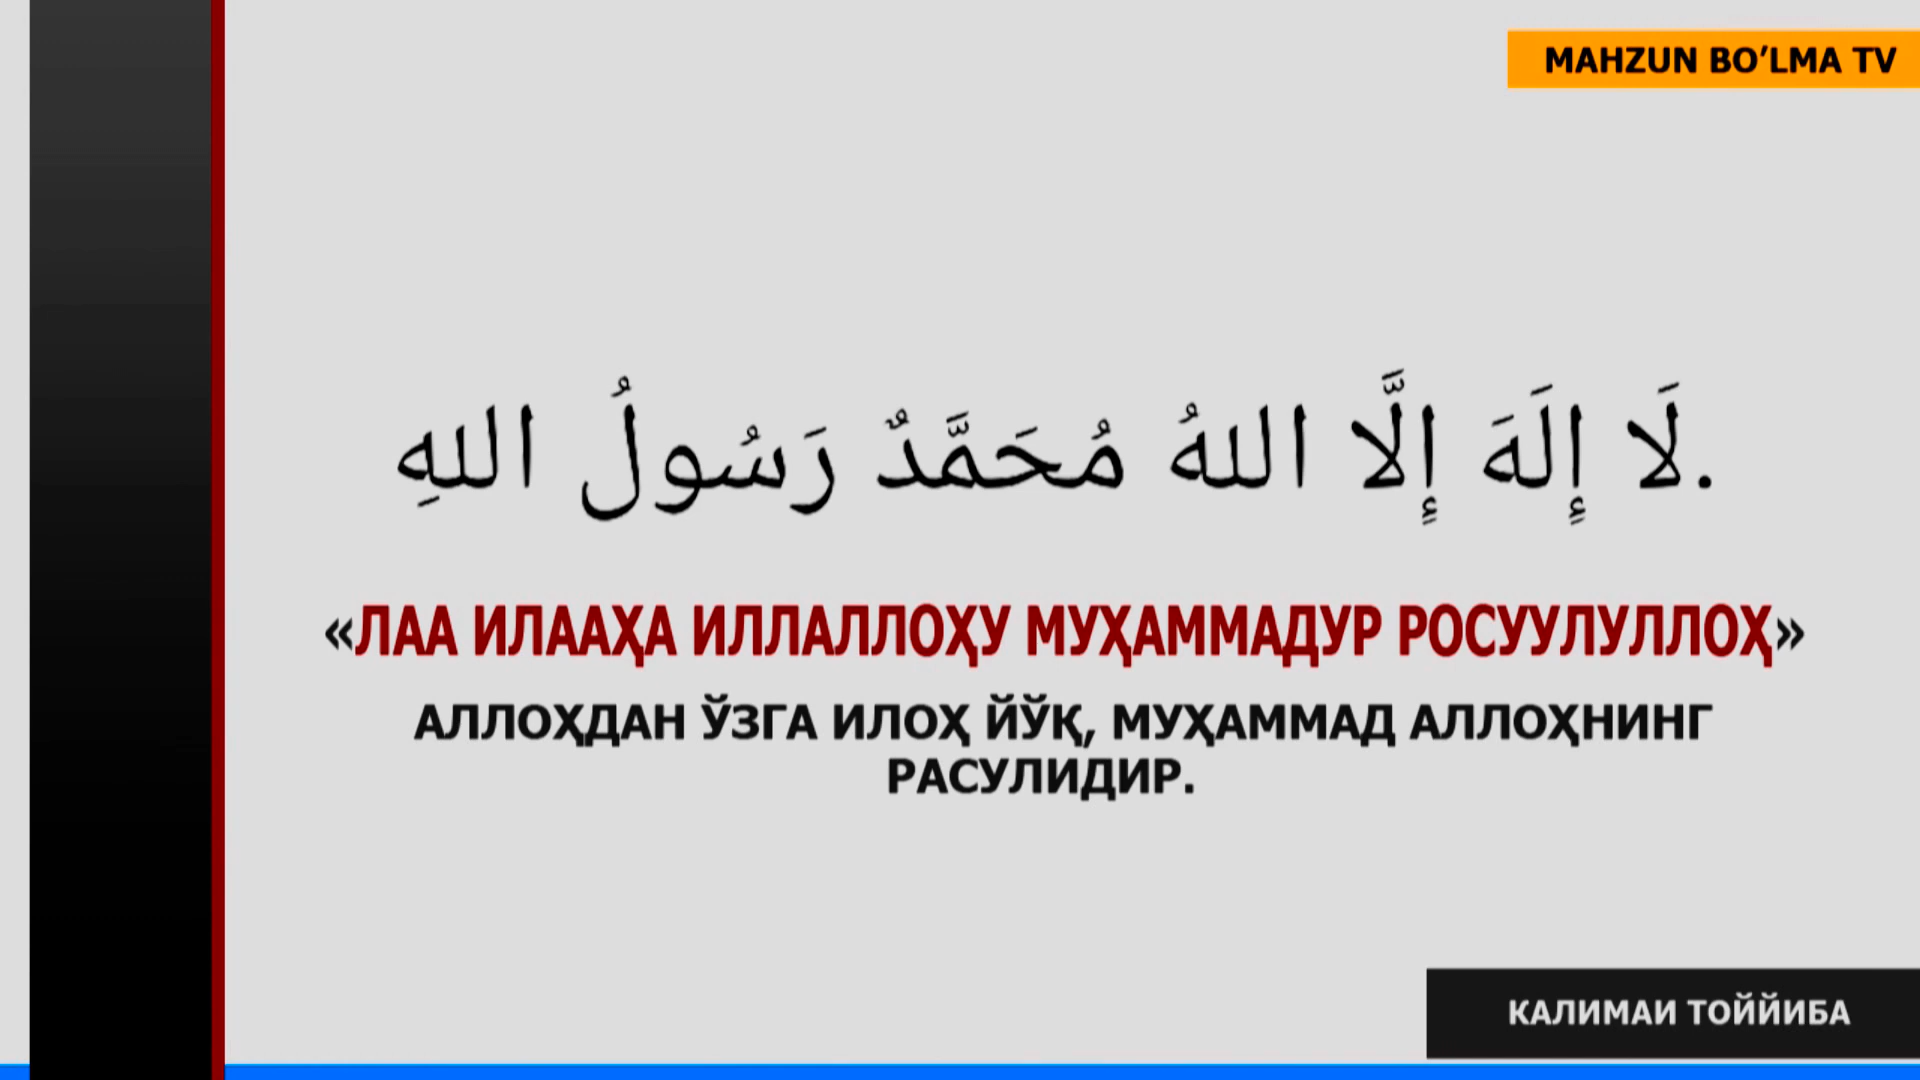 MAHZUN BO’LMA TV
لَا إِلَهَ إِلَّا اللهُ مُحَمَّدٌ رَسُولُ اللهِ.
«ЛАА ИЛААҲА ИЛЛАЛЛОҲУ МУҲАММАДУР РОСУУЛУЛЛОҲ»
АЛЛОҲДАН ЎЗГА ИЛОҲ ЙЎҚ, МУҲАММАД АЛЛОҲНИНГ
РАСУЛИДИР.
КАЛИМАИ ТОЙЙИБА